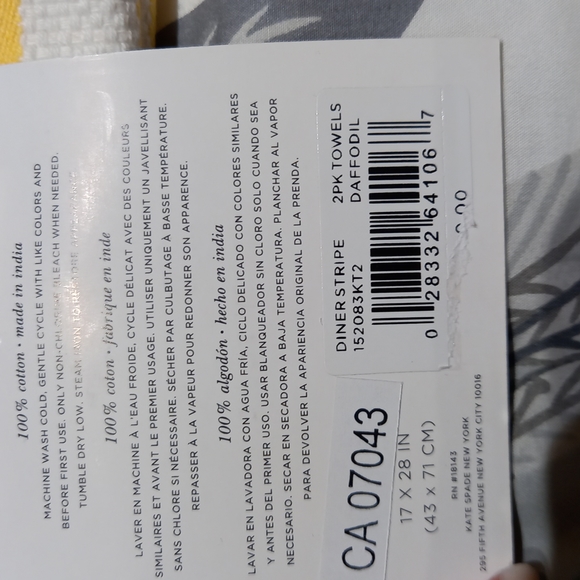 100% cotton • made in india
MACHINE WASH COLD, GENTLE CYCLE WITH LIKE COLORS AND
BEFORE FIRST USE. ONLY NON-CHLORINE BLEACH WHEN NEEDED.
TUMBLE DRY LOW, STEAM IRON
100% coton • fabriqué en inde
LAVER EN MACHINE À L'EAU FROIDE, CYCLE DÉLICAT AVEC DES COULEURS
SIMILAIRES ET AVANT LE PREMIER USAGE. UTILISER UNIQUEMENT UN JAVELLISANT
SANS CHLORE SI NÉCESSAIRE. SÉCHER PAR CULBUTAGE À BASSE TEMPÉRATURE.
REPASSER À LA VAPEUR POUR REDONNER SON APPARENCE.
100% algodón • hecho en india
LAVAR EN LAVADORA CON AGUA FRÍA, CICLO DELICADO CON COLORES SIMILARES
Y ANTES DEL PRIMER USO. USAR BLANQUEADOR SIN CLORO SOLO CUANDO SEA
NECESARIO. SECAR EN SECADORA A BAJA TEMPERATURA. PLANCHAR AL VAPOR
PARA DEVOLVER LA APARIENCIA ORIGINAL DE LA PRENDA.
DINER STRIPE 2PK TOWELS
152083KT2 DAFFODIL
0 28332 64106 7
CA 07043
17 X 28 IN
(43 X 71 CM)
RN #16143
KATE SPADE NEW YORK
295 FIFTH AVENUE NEW YORK CITY 10016